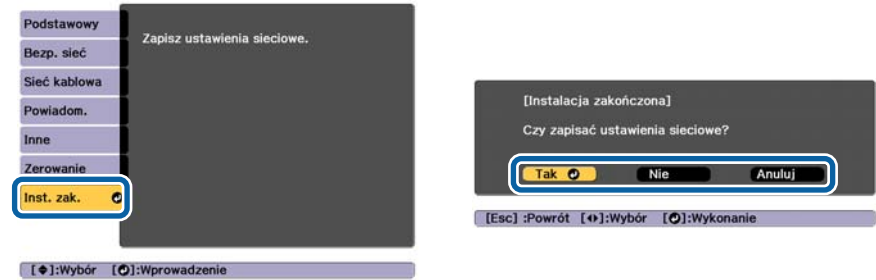 Podstawowy
Bezp. sieć
Sieć kablowa
Powiadom.
Inne
Zerowanie
Inst. zak.
Zapisz ustawienia sieciowe.
[ ]:Wybór [ ]:Wprowadzenie
[Instalacja zakończona]
Czy zapisać ustawienia sieciowe?
Tak Nie Anuluj
[Esc] :Powrót [ ]:Wybór [ ]:Wykonanie